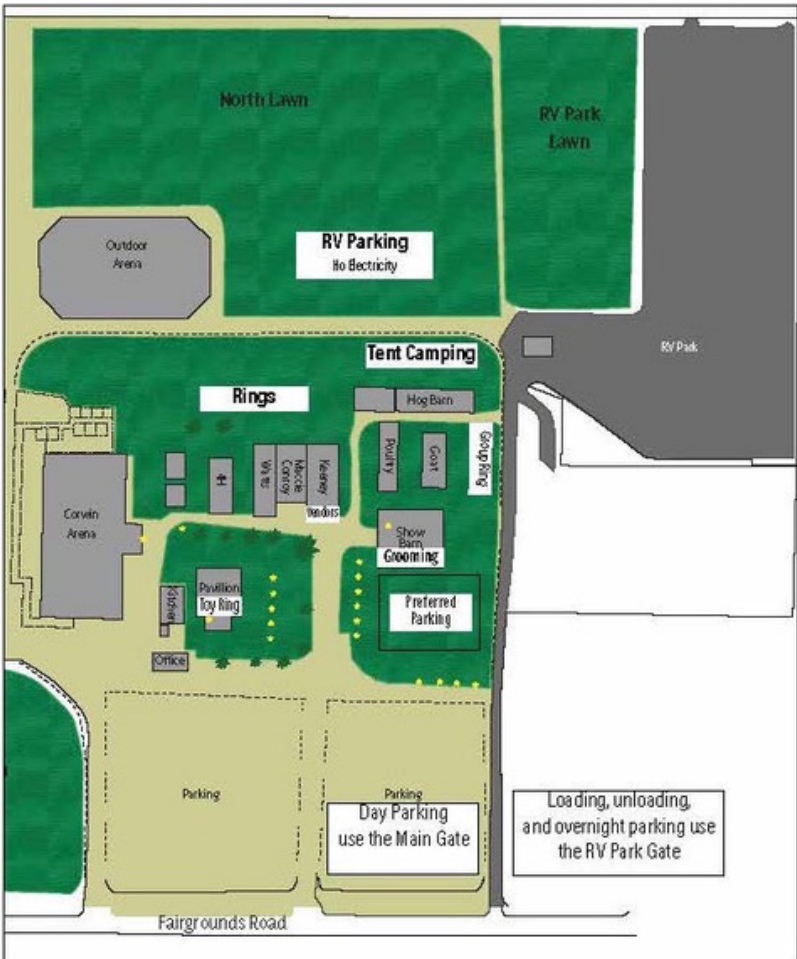 North Lawn
RV Park
Lawn
Outdoor
Arena
RV Parking
No Electricity
Tent Camping
RV Park
Rings
Hog Barn
Poultry
Goat
Group Ring
4H
Watts
Macdle
Conroy
Kearney
Vendors
Corwin
Arena
Show
Barn
Grooming
Kitchen
Pavillion
Toy Ring
Preferred
Parking
Office
Parking
Parking
Day Parking
use the Main Gate
Loading, unloading,
and overnight parking use
the RV Park Gate
Fairgrounds Road